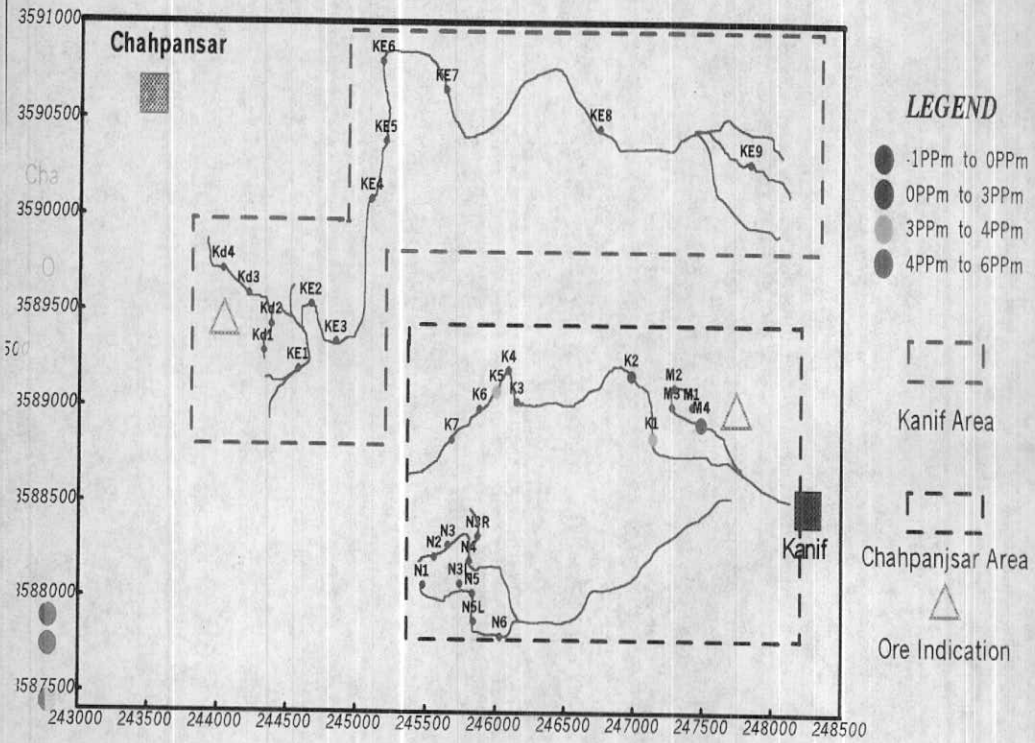 3591000
Chahpansar
KE6
KE7
3590500
KE8
KE5
KE9
KE4
3590000
Kd4
Kd3
KE2
3589500
Kd2
Kd1
KE3
KE1
K4
K2
M2
K5
K3
M3
M1
3589000
K6
M4
K7
K1
3588500
N3R
N3
N2
N4
Kanif
N1
N3
N5
3588000
N5L
N6
3587500
243000 243500 244000 244500 245000 245500 246000 246500 247000 247500 248000 248500
LEGEND
-1PPm to 0PPm
0PPm to 3PPm
3PPm to 4PPm
4PPm to 6PPm
Kanif Area
Chahpanjsar Area
Ore Indication
Cha